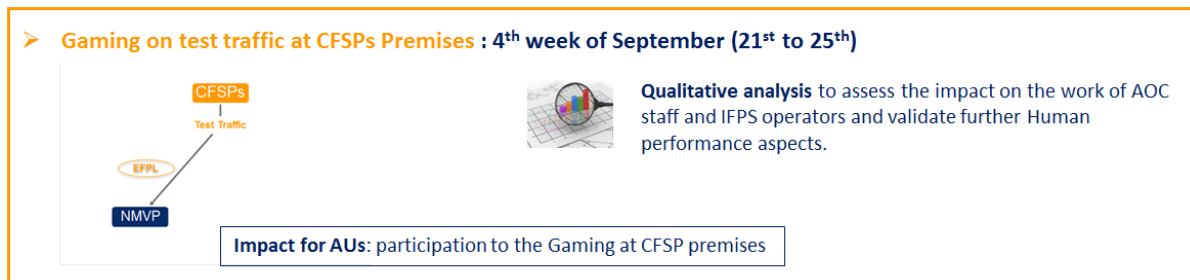 ➢ Gaming on test traffic at CFSPs Premises : 4th week of September (21st to 25th)
CFSPs
Test Traffic
EFPL
NMVP
Qualitative analysis to assess the impact on the work of AOC
staff and IFPS operators and validate further Human
performance aspects.
Impact for AUs: participation to the Gaming at CFSP premises